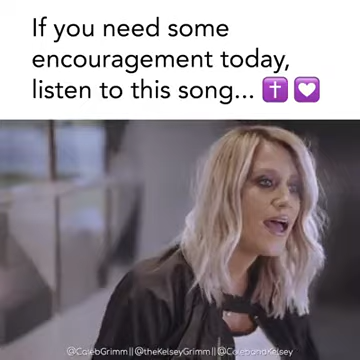 If you need some
encouragement today,
listen to this song... ✝️💟
@CalebGrimm||@theKelseyGrimm||@CalebandKelsey